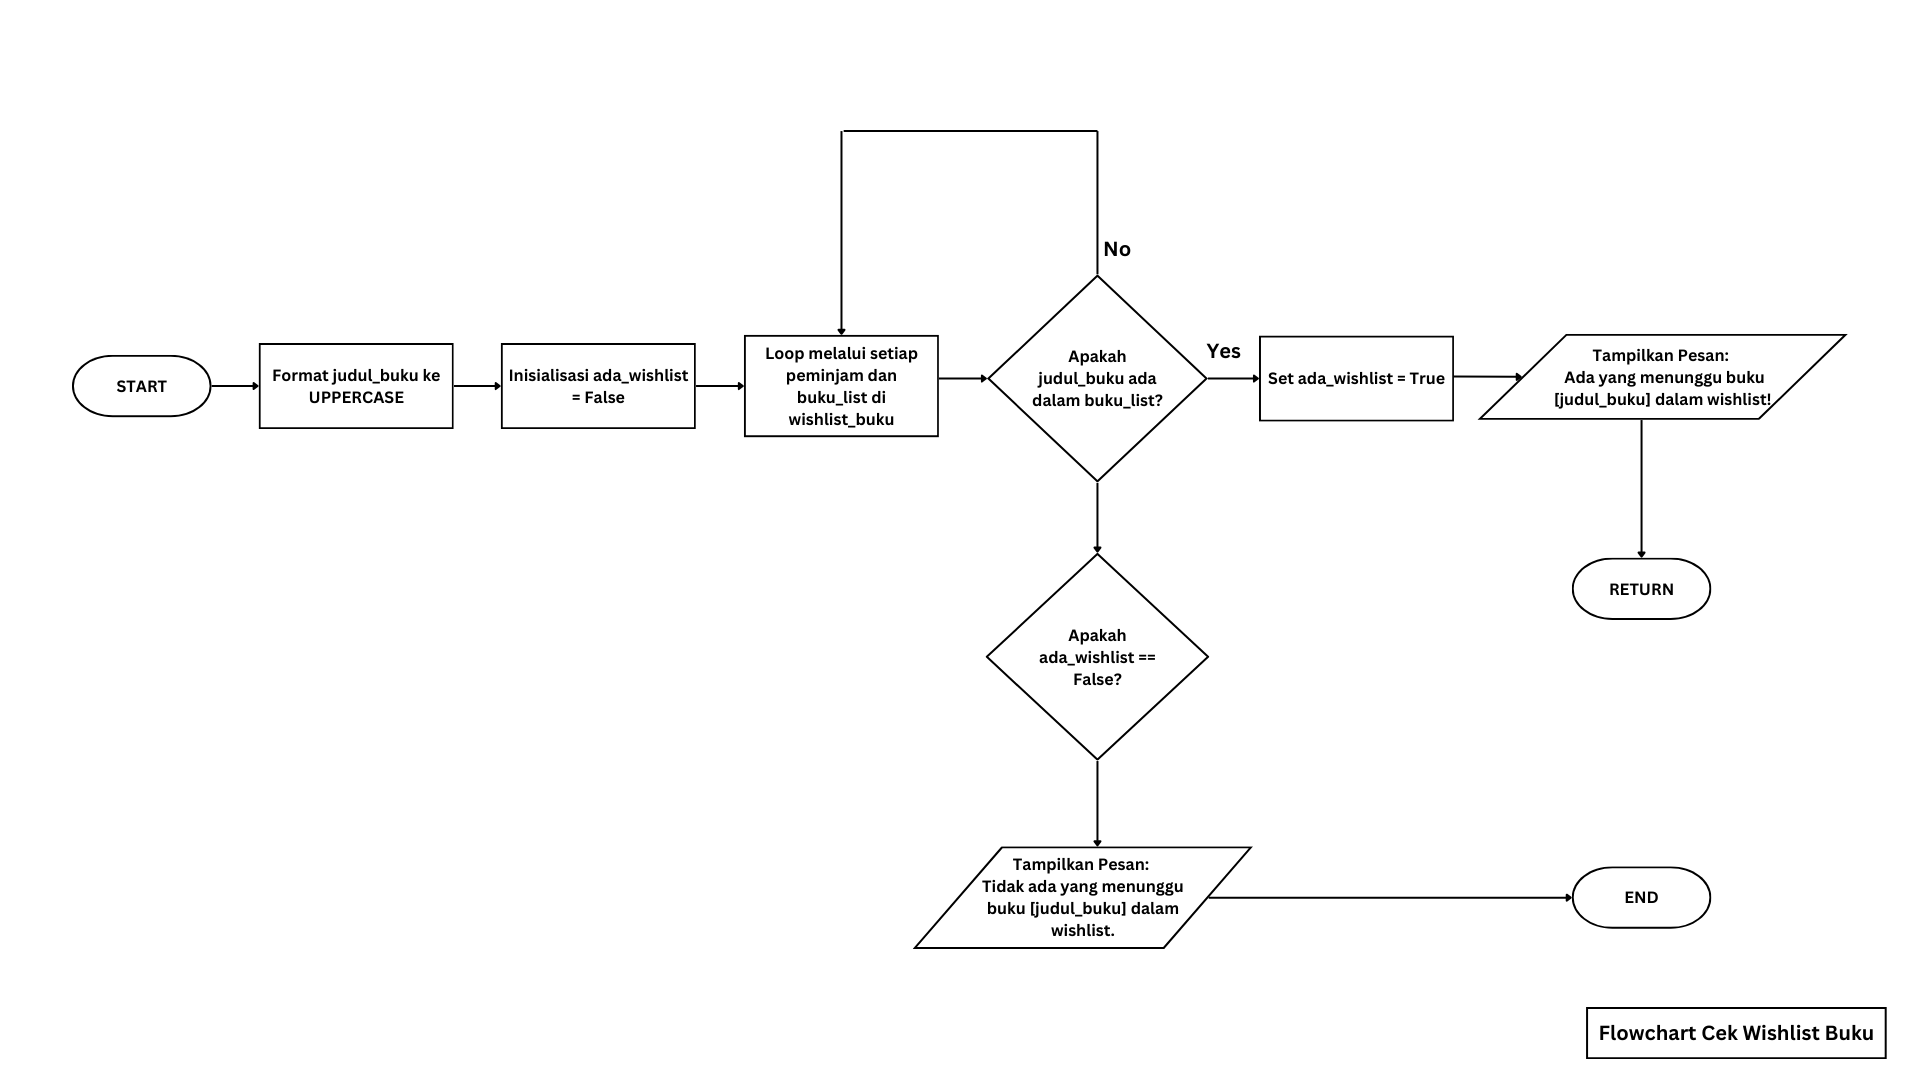 START
Format judul_buku ke
UPPERCASE
Inisialisasi ada_wishlist
= False
Loop melalui setiap
peminjam dan
buku_list di
wishlist_buku
No
Apakah
judul_buku ada
dalam buku_list?
Yes
Set ada_wishlist = True
Tampilkan Pesan:
Ada yang menunggu buku
[judul_buku] dalam wishlist!
RETURN
Apakah
ada_wishlist ==
False?
Tampilkan Pesan:
Tidak ada yang menunggu
buku [judul_buku] dalam
wishlist.
END
Flowchart Cek Wishlist Buku